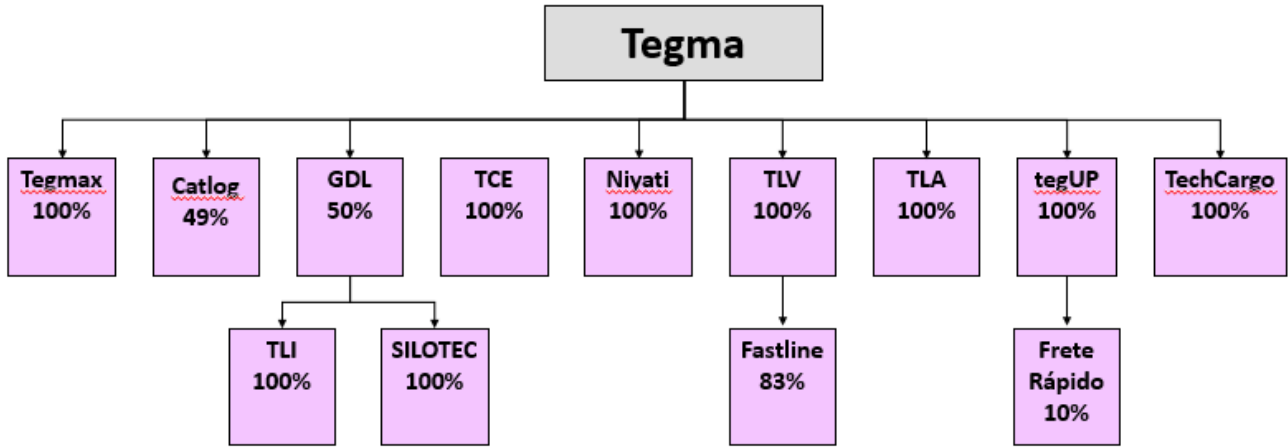 Tegma
Tegmax
100%
Catlog
49%
GDL
50%
TCE
100%
Niyati
100%
TLV
100%
TLA
100%
tegUP
100%
TechCargo
100%
TLI
100%
SILOTEC
100%
Fastline
83%
Frete
Rápido
10%